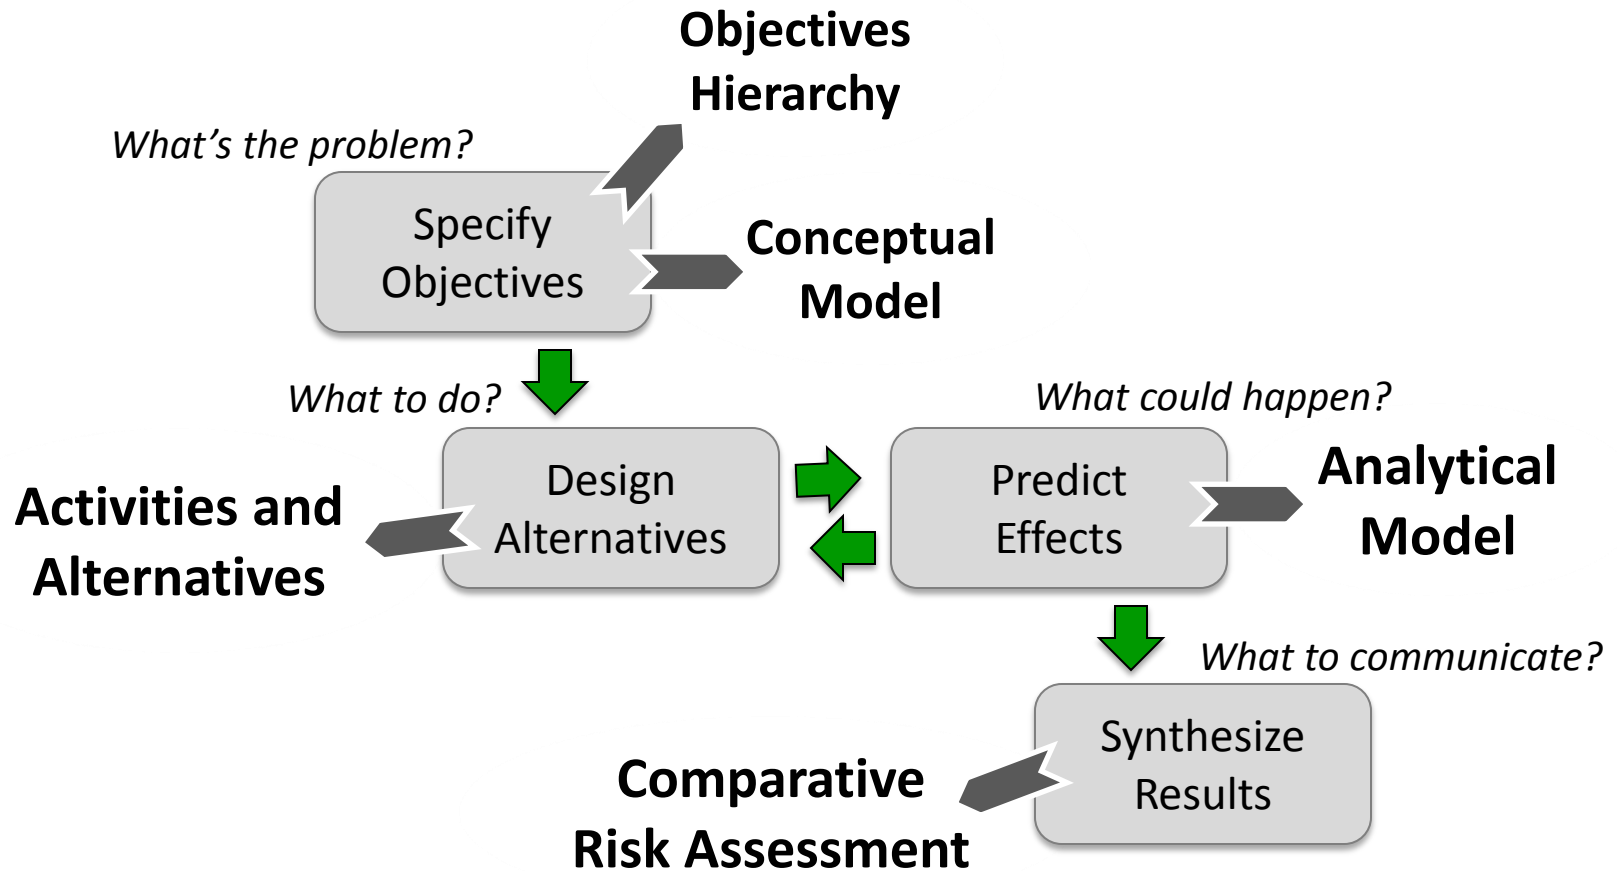 Objectives
Hierarchy
What’s the problem?
Specify
Objectives
Conceptual
Model
What to do?
What could happen?
Design
Alternatives
Predict
Effects
Analytical
Model
Activities and
Alternatives
What to communicate?
Synthesize
Results
Comparative
Risk Assessment